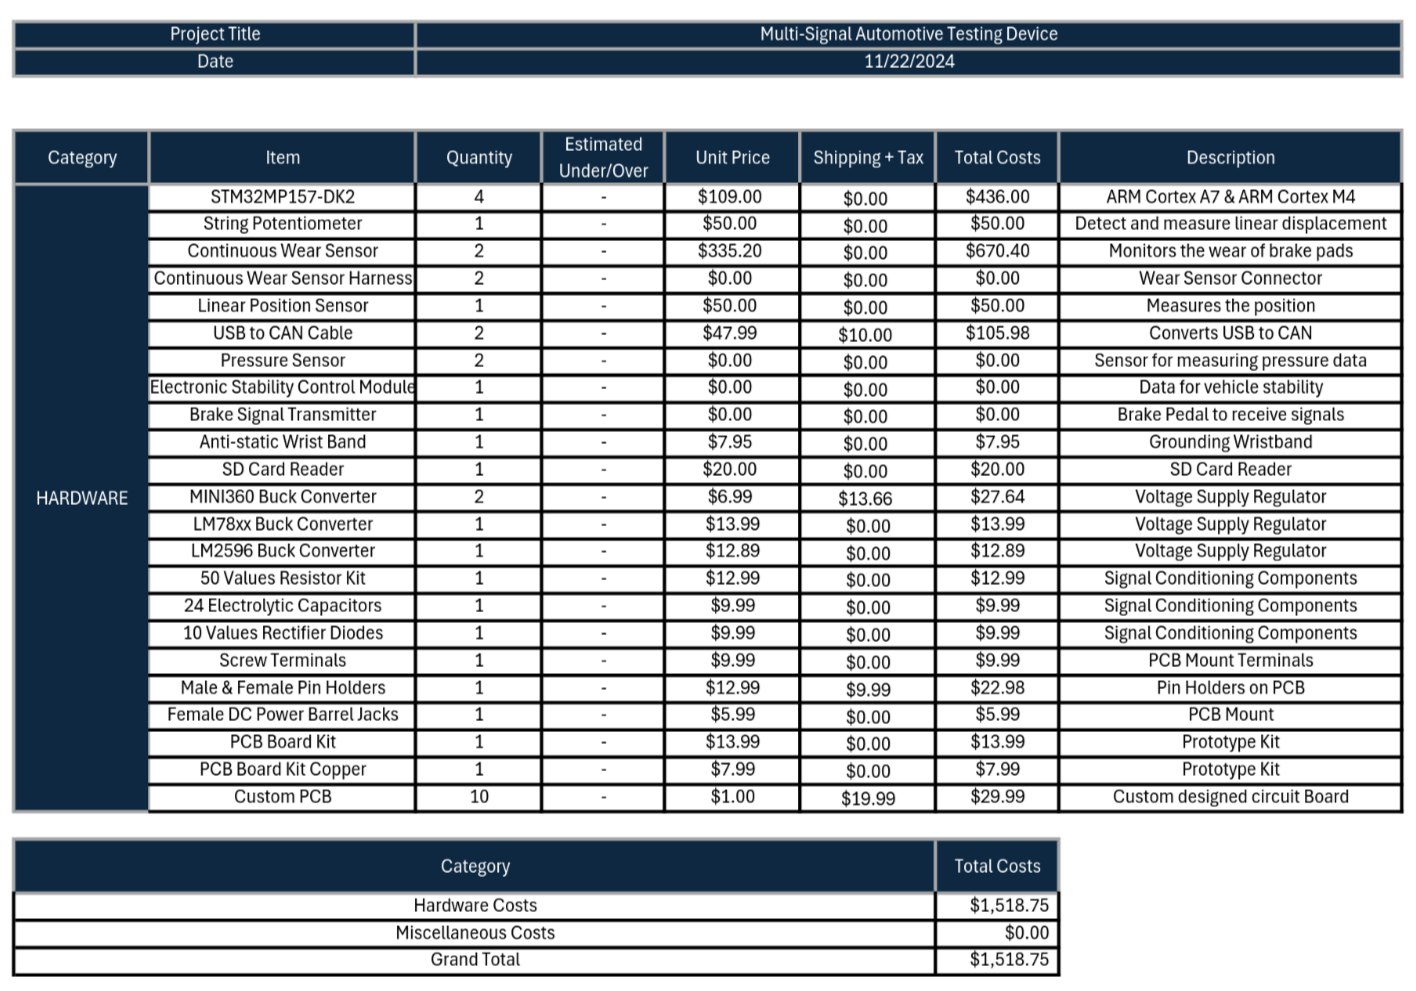 Project Title Multi-Signal Automotive Testing Device
Date 11/22/2024
Category Item Quantity Estimated Under/Over Unit Price Shipping + Tax Total Costs Description
HARDWARE
STM32MP157-DK2 4 - $109.00 $0.00 $436.00 ARM Cortex A7 & ARM Cortex M4
String Potentiometer 1 - $50.00 $0.00 $50.00 Detect and measure linear displacement
Continuous Wear Sensor 2 - $335.20 $0.00 $670.40 Monitors the wear of brake pads
Continuous Wear Sensor Harness 2 - $0.00 $0.00 $0.00 Wear Sensor Connector
Linear Position Sensor 1 - $50.00 $0.00 $50.00 Measures the position
USB to CAN Cable 2 - $47.99 $10.00 $105.98 Converts USB to CAN
Pressure Sensor 2 - $0.00 $0.00 $0.00 Sensor for measuring pressure data
Electronic Stability Control Module 1 - $0.00 $0.00 $0.00 Data for vehicle stability
Brake Signal Transmitter 1 - $0.00 $0.00 $0.00 Brake Pedal to receive signals
Anti-static Wrist Band 1 - $7.95 $0.00 $7.95 Grounding Wristband
SD Card Reader 1 - $20.00 $0.00 $20.00 SD Card Reader
MINI360 Buck Converter 2 - $6.99 $13.66 $27.64 Voltage Supply Regulator
LM78xx Buck Converter 1 - $13.99 $0.00 $13.99 Voltage Supply Regulator
LM2596 Buck Converter 1 - $12.89 $0.00 $12.89 Voltage Supply Regulator
50 Values Resistor Kit 1 - $12.99 $0.00 $12.99 Signal Conditioning Components
24 Electrolytic Capacitors 1 - $9.99 $0.00 $9.99 Signal Conditioning Components
10 Values Rectifier Diodes 1 - $9.99 $0.00 $9.99 Signal Conditioning Components
Screw Terminals 1 - $9.99 $0.00 $9.99 PCB Mount Terminals
Male & Female Pin Holders 1 - $12.99 $9.99 $22.98 Pin Holders on PCB
Female DC Power Barrel Jacks 1 - $5.99 $0.00 $5.99 PCB Mount
PCB Board Kit 1 - $13.99 $0.00 $13.99 Prototype Kit
PCB Board Kit Copper 1 - $7.99 $0.00 $7.99 Prototype Kit
Custom PCB 10 - $1.00 $19.99 $29.99 Custom designed circuit Board
Category Total Costs
Hardware Costs $1,518.75
Miscellaneous Costs $0.00
Grand Total $1,518.75